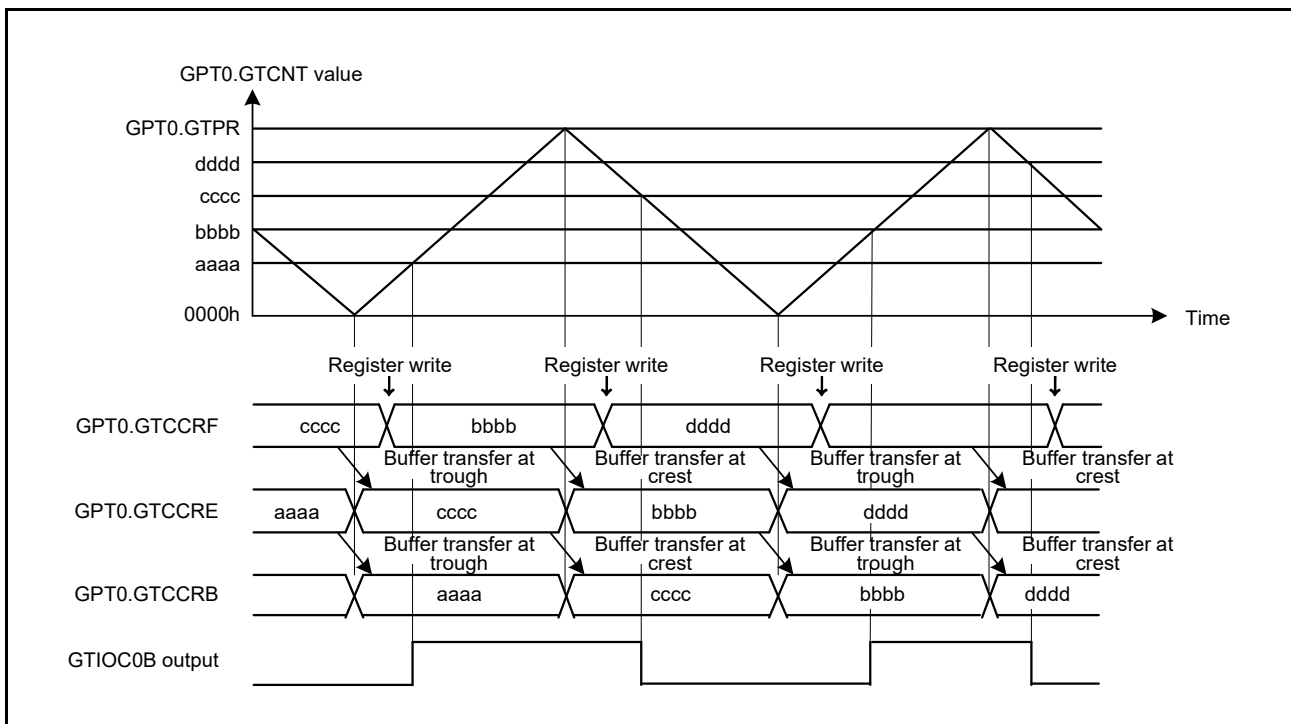 GPT0.GTCNT value
GPT0.GTPR
dddd
cccc
bbbb
aaaa
0000h
Time
Register write
Register write
Register write
Register write
GPT0.GTCCRF
cccc
bbbb
dddd
Buffer transfer at
trough
Buffer transfer at
crest
Buffer transfer at
trough
Buffer transfer at
crest
GPT0.GTCCRE
aaaa
cccc
bbbb
dddd
Buffer transfer at
trough
Buffer transfer at
crest
Buffer transfer at
trough
Buffer transfer at
crest
GPT0.GTCCRB
aaaa
cccc
bbbb
dddd
GTIOC0B output